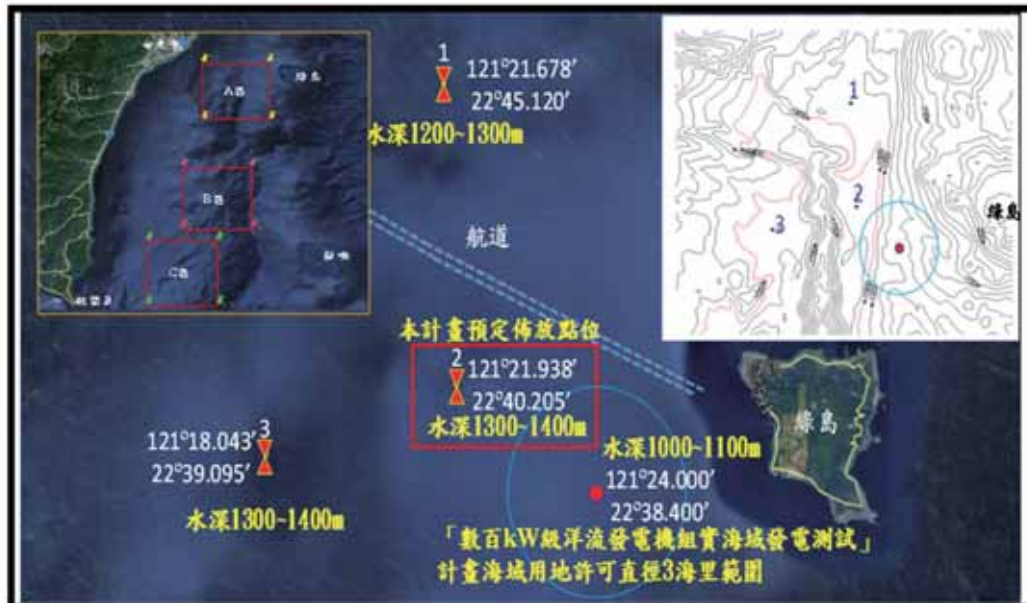 A區
B區
C區
1
121°21.678'
22°45.120'
水深1200~1300m
航道
本計畫預定佈放點位
2
121°21.938'
22°40.205'
水深1300~1400m
121°18.043' 3
22°39.095'
水深1300~1400m
水深1000~1100m
121°24.000'
22°38.400'
「數百kW級洋流發電機組實海域發電測試」
計畫海域用地許可直徑3海里範圍
綠島
1
2
3
綠島